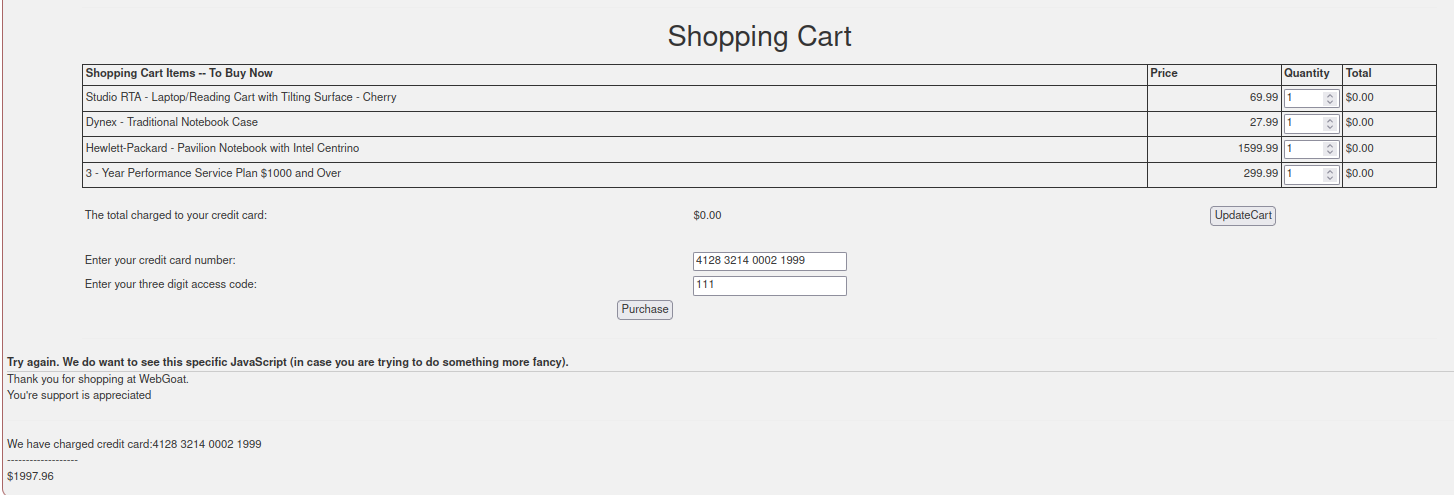 Shopping Cart
Shopping Cart Items -- To Buy Now Price Quantity Total
Studio RTA - Laptop/Reading Cart with Tilting Surface - Cherry 69.99 1 $0.00
Dynex - Traditional Notebook Case 27.99 1 $0.00
Hewlett-Packard - Pavilion Notebook with Intel Centrino 1599.99 1 $0.00
3 - Year Performance Service Plan $1000 and Over 299.99 1 $0.00
The total charged to your credit card: $0.00 UpdateCart
Enter your credit card number: 4128 3214 0002 1999
Enter your three digit access code: 111
Purchase
Try again. We do want to see this specific JavaScript (in case you are trying to do something more fancy).
Thank you for shopping at WebGoat.
You're support is appreciated
We have charged credit card:4128 3214 0002 1999
-------------------
$1997.96